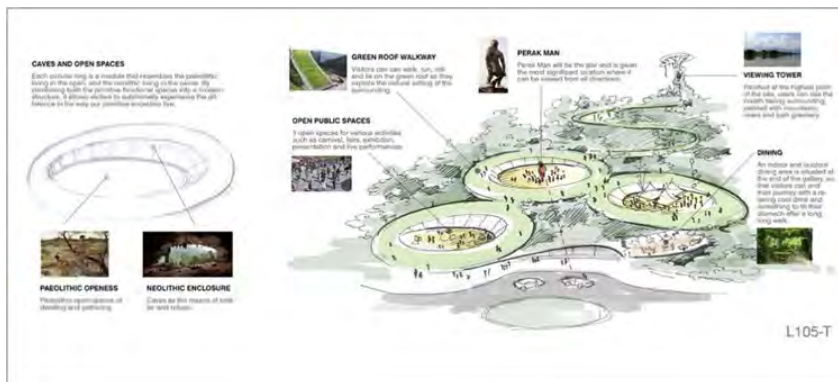 CAVES AND OPEN SPACES
Each circular ring is a module that resembles the paleolithic
living in the open, and the neolithic living in the caves. By
combining both the primitive functional spaces into a modern
structure, it allows visitors to subliminally experience the dif-
ference in the way our primitive ancestors live.
PAEOLITHIC OPENESS
open spaces of
dwelling and gathering.
NEOLITHIC ENCLOSURE
Caves as the means of
and refuge.
GREEN ROOF WALKWAY
Visitors can walk, run, roll
and lie on the green roof as they
explore the natural setting of the
surrounding.
OPEN PUBLIC SPACES
3 open spaces for various activities
such as carnival, fairs, exhibition,
presentation and live performances.
PERAK MAN
Perak Man will be the star and is given
the most significant location where it
can be viewed from all directions.
VIEWING TOWER
Perched at the highest point
of the site, users can see the
breath taking surrounding,
painted with mountains,
rivers and lush greenery.
DINING
An indoor and outdoor
dining area is situated at
the end of the gallery, so
that visitors can end
their journey with a re-
laxing cool drink and
something to fill their
stomach after a long
long walk.
L105-T